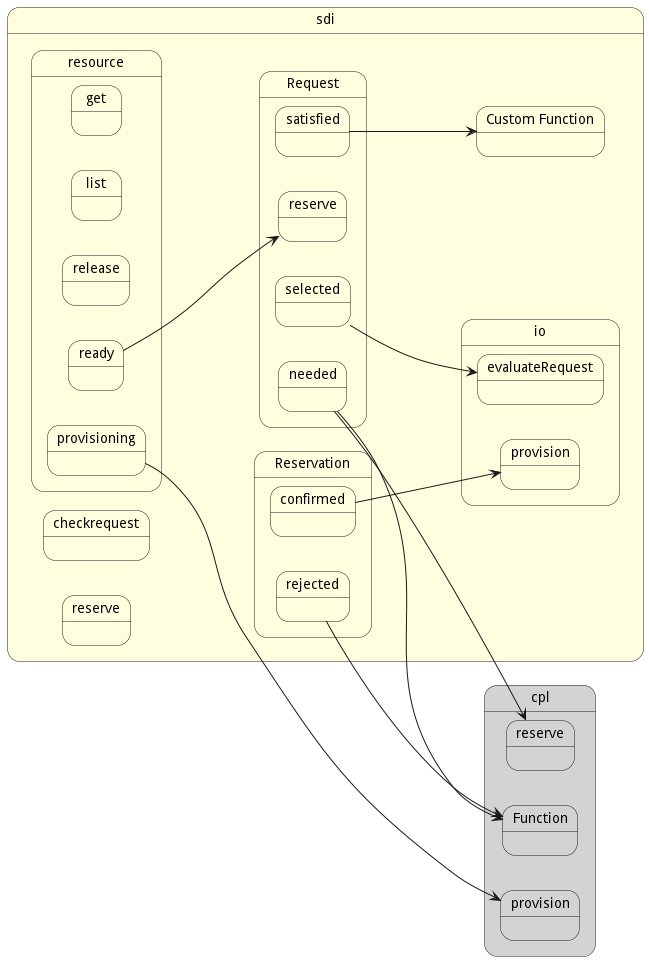 sdi
resource
get
list
release
ready
provisioning
checkrequest
reserve
Request
satisfied
reserve
selected
needed
Reservation
confirmed
rejected
Custom Function
io
evaluateRequest
provision
cpl
reserve
Function
provision